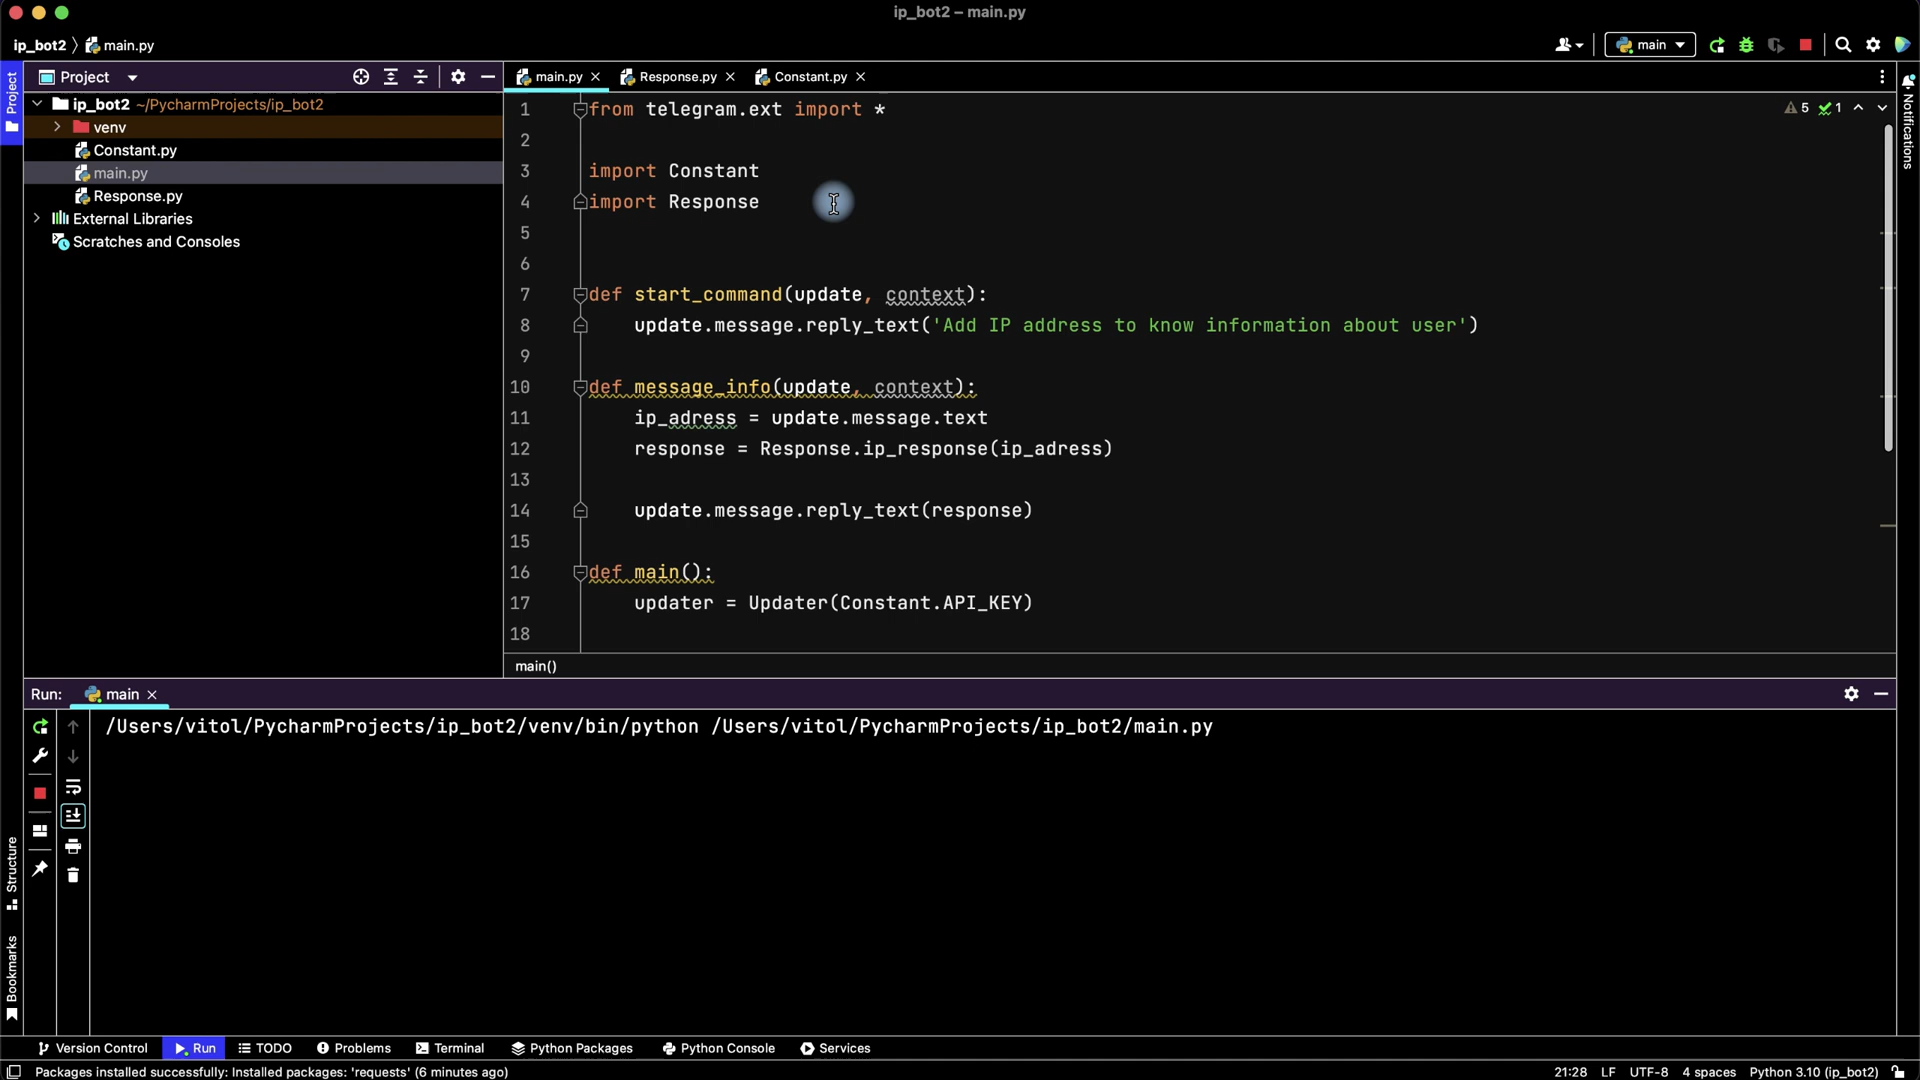 ip_bot2 – main.py
ip_bot2 main.py
main
Project
Project
ip_bot2 ~/PycharmProjects/ip_bot2
venv
Constant.py
main.py
Response.py
External Libraries
Scratches and Consoles
main.py Response.py Constant.py
5 1
1 from telegram.ext import *
2
3 import Constant
4 import Response
5
6
7 def start_command(update, context):
8 update.message.reply_text('Add IP address to know information about user')
9
10 def message_info(update, context):
11 ip_adress = update.message.text
12 response = Response.ip_response(ip_adress)
13
14 update.message.reply_text(response)
15
16 def main():
17 updater = Updater(Constant.API_KEY)
18
main()
Notifications
Run: main
/Users/vitol/PycharmProjects/ip_bot2/venv/bin/python /Users/vitol/PycharmProjects/ip_bot2/main.py
Structure
Bookmarks
Version Control Run TODO Problems Terminal Python Packages Python Console Services
Packages installed successfully: Installed packages: 'requests' (6 minutes ago) 21:28 LF UTF-8 4 spaces Python 3.10 (ip_bot2)